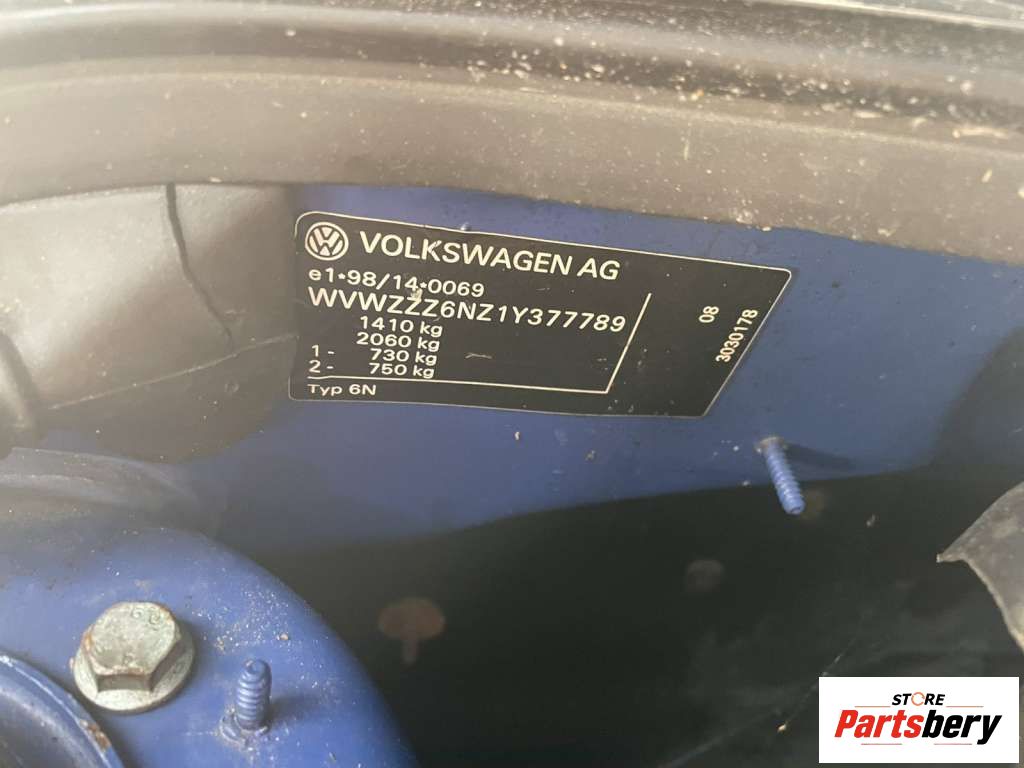 VOLKSWAGEN AG
e1*98/14*0069
WVWZZZ6NZ1Y377789
1410 kg
2060 kg
1- 730 kg
2- 750 kg
Typ 6N
08
3030178
STORE
Partsbery